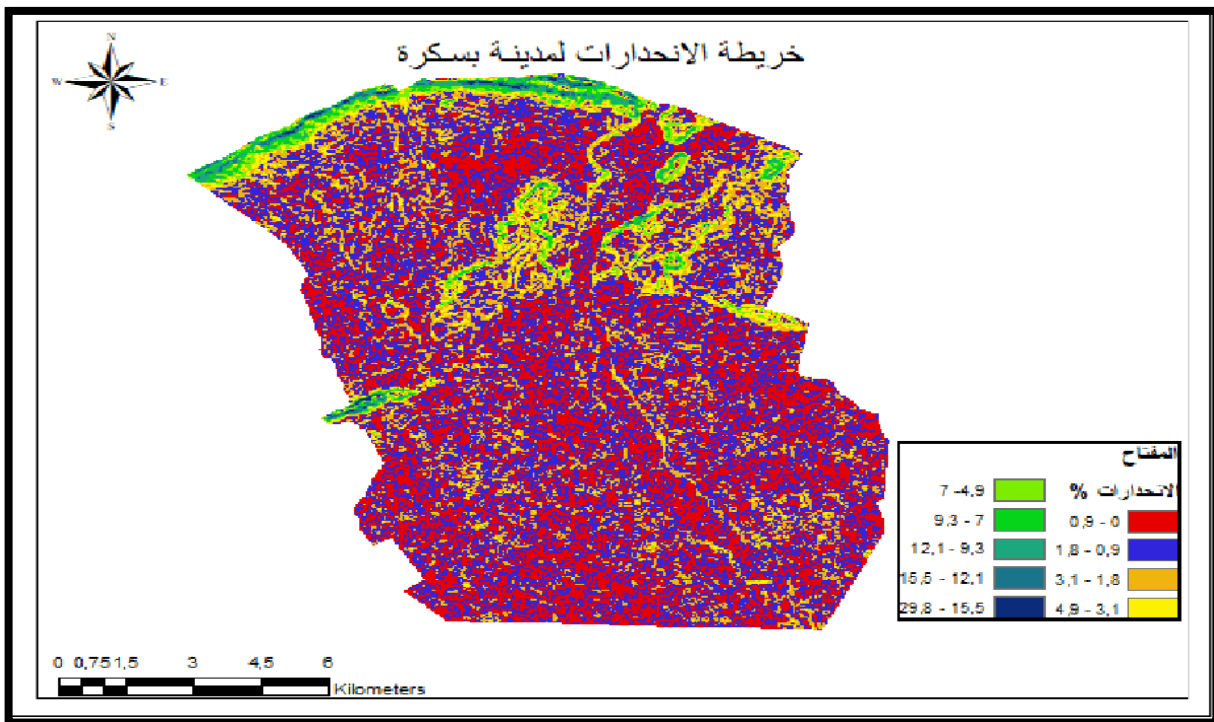 خريطة الانحدارات لمدينة بسكرة
N
W
E
S
المفتاح
الانحدارات %
0,9 - 0
1,8 - 0,9
3,1 - 1,8
4,9 - 3,1
7 -4,9
9,3 - 7
12,1 - 9,3
15,5 - 12,1
29,8 - 15,5
0 0,751,5 3 4,5 6
Kilometers